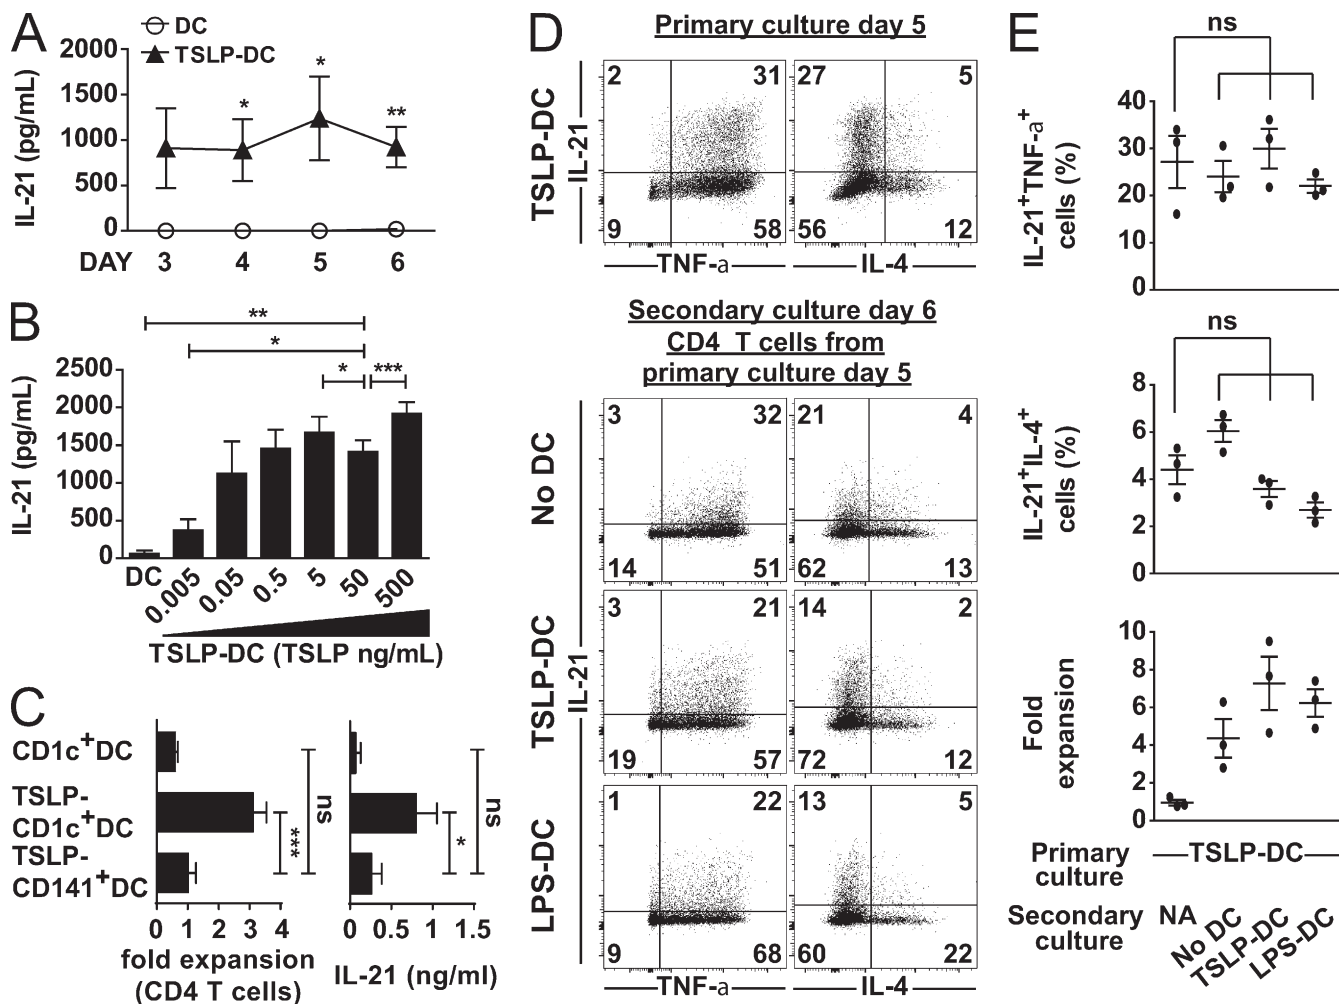 A
DC
TSLP-DC
2000
1500
1000
500
0
IL-21 (pg/mL)
*
*
**
DAY 3 4 5 6
B
**
*
* ***
2500
2000
1500
1000
500
0
IL-21 (pg/mL)
DC 0.005 0.05 0.5 5 50 500
TSLP-DC (TSLP ng/mL)
C
CD1c+DC
TSLP-
CD1c+DC
TSLP-
CD141+DC
***
ns
*
ns
0 1 2 3 4
0 0.5 1 1.5
fold expansion
(CD4 T cells)
IL-21 (ng/ml)
D
Primary culture day 5
TSLP-DC
IL-21
2 31
9 58
27 5
56 12
TNF-a
IL-4
Secondary culture day 6
CD4 T cells from
primary culture day 5
No DC
3 32
14 51
21 4
62 13
TSLP-DC
IL-21
3 21
19 57
14 2
72 12
LPS-DC
1 22
9 68
13 5
60 22
TNF-a
IL-4
E
ns
40
30
20
10
0
IL-21+TNF-a+
cells (%)
ns
8
6
4
2
0
IL-21+IL-4+
cells (%)
10
8
6
4
2
0
Fold
expansion
Primary
culture
TSLP-DC
Secondary
culture
NA No DC TSLP-DC LPS-DC